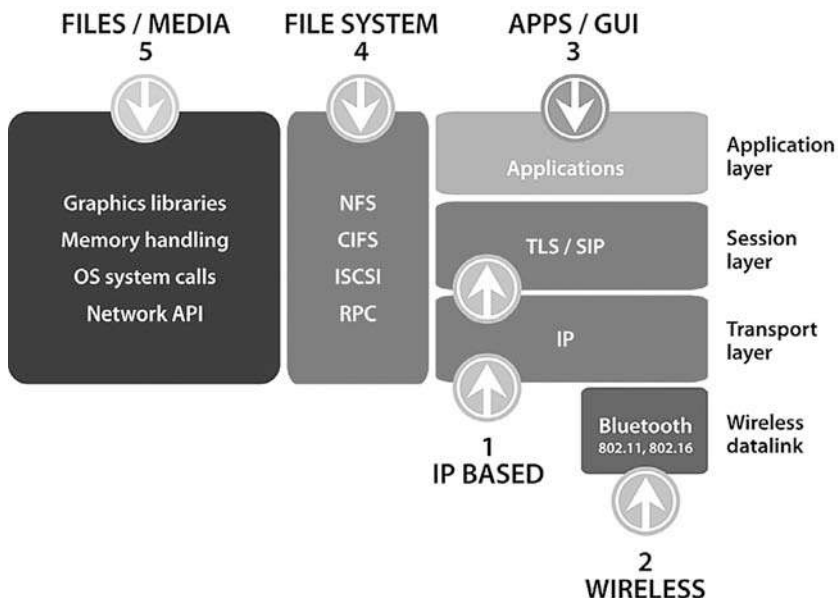 FILES / MEDIA
5
FILE SYSTEM
4
APPS / GUI
3
Graphics libraries
Memory handling
OS system calls
Network API
NFS
CIFS
ISCSI
RPC
Applications
Application
layer
TLS / SIP
Session
layer
IP
Transport
layer
Bluetooth
802.11, 802.16
Wireless
datalink
1
IP BASED
2
WIRELESS